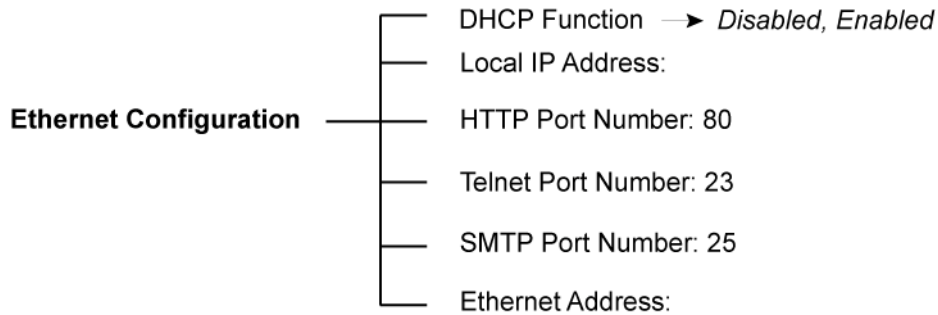 DHCP Function → Disabled, Enabled
Local IP Address:
Ethernet Configuration
HTTP Port Number: 80
Telnet Port Number: 23
SMTP Port Number: 25
Ethernet Address: